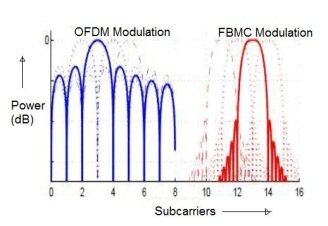 OFDM Modulation FBMC Modulation
0
Power
(dB)
0 2 4 6 8 10 12 14 16
Subcarriers